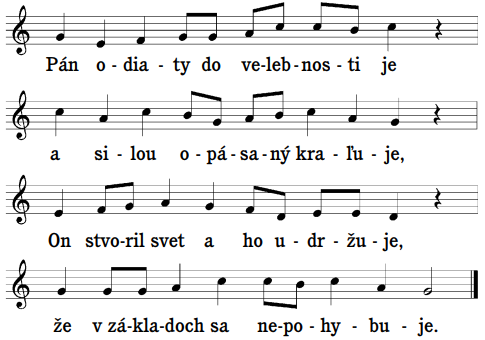 Pán o - dia - ty do ve - leb - nos - ti je
a si - lou o - pá - sa - ný kra - ľu - je,
On stvo - ril svet a ho u - dr - žu - je,
že v zá - kla - doch sa ne - po - hy - bu - je.